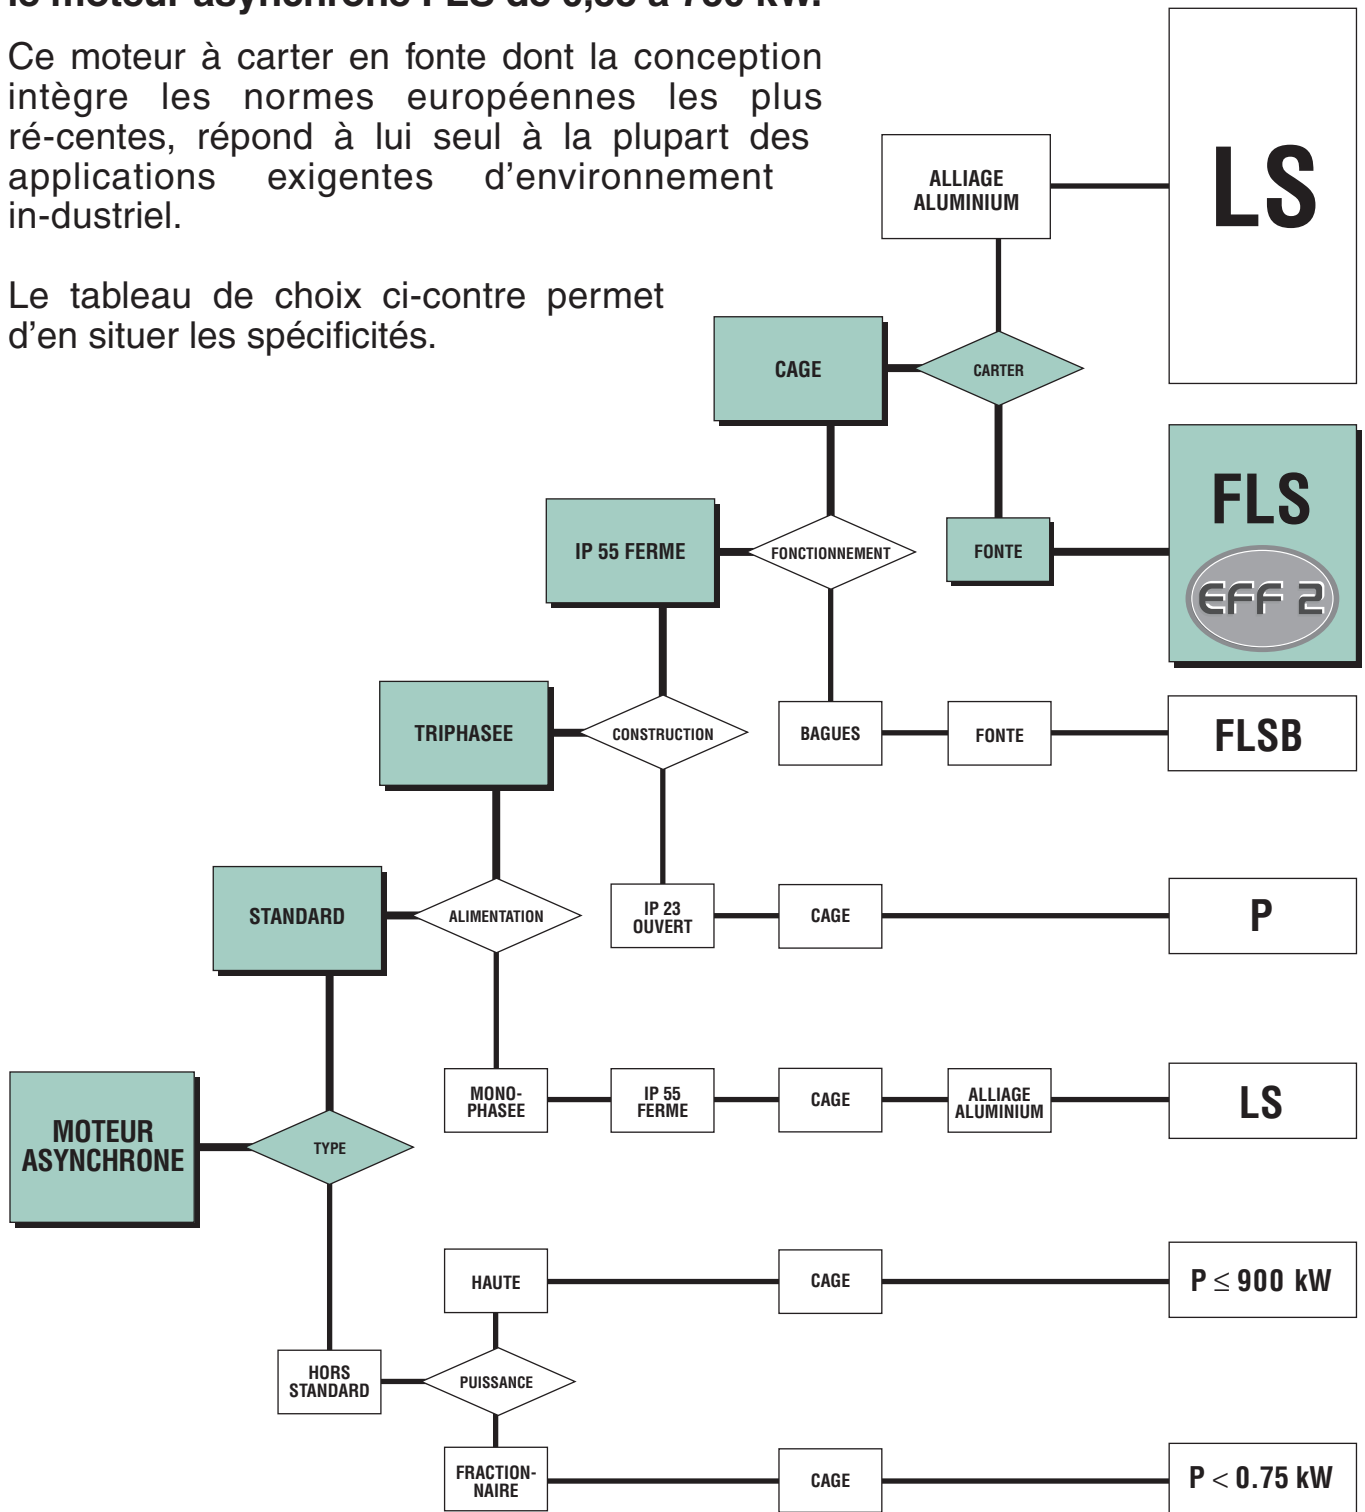 Ce moteur à carter en fonte dont la conception
intègre les normes européennes les plus
ré-centes, répond à lui seul à la plupart des
applications exigentes d'environnement
in-dustriel.
Le tableau de choix ci-contre permet
d'en situer les spécificités.
ALLIAGE
ALUMINIUM
LS
CAGE
CARTER
FLS
EFF 2
IP 55 FERME
FONCTIONNEMENT
FONTE
TRIPHASEE
CONSTRUCTION
BAGUES
FONTE
FLSB
STANDARD
ALIMENTATION
IP 23
OUVERT
CAGE
P
MOTEUR
ASYNCHRONE
TYPE
MONO-
PHASEE
IP 55
FERME
CAGE
ALLIAGE
ALUMINIUM
LS
HAUTE
CAGE
P ≤ 900 kW
HORS
STANDARD
PUISSANCE
FRACTION-
NAIRE
CAGE
P < 0.75 kW